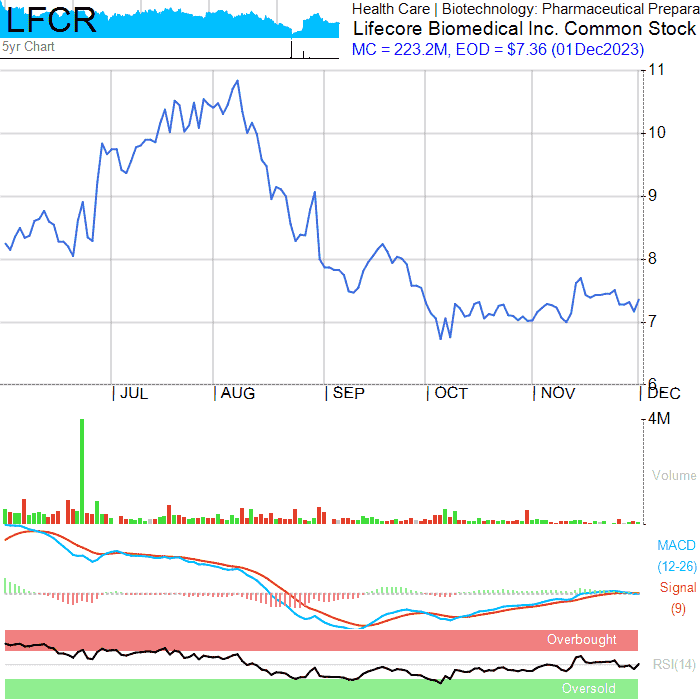 LFCR
Health Care | Biotechnology: Pharmaceutical Prepara
Lifecore Biomedical Inc. Common Stock
5yr Chart
MC = 223.2M, EOD = $7.36 (01Dec2023)
11
10
9
8
7
6
| JUL
| AUG
| SEP
| OCT
| NOV
| DEC
4M
Volume
MACD
(12-26)
Signal
(9)
Overbought
RSI(14)
Oversold